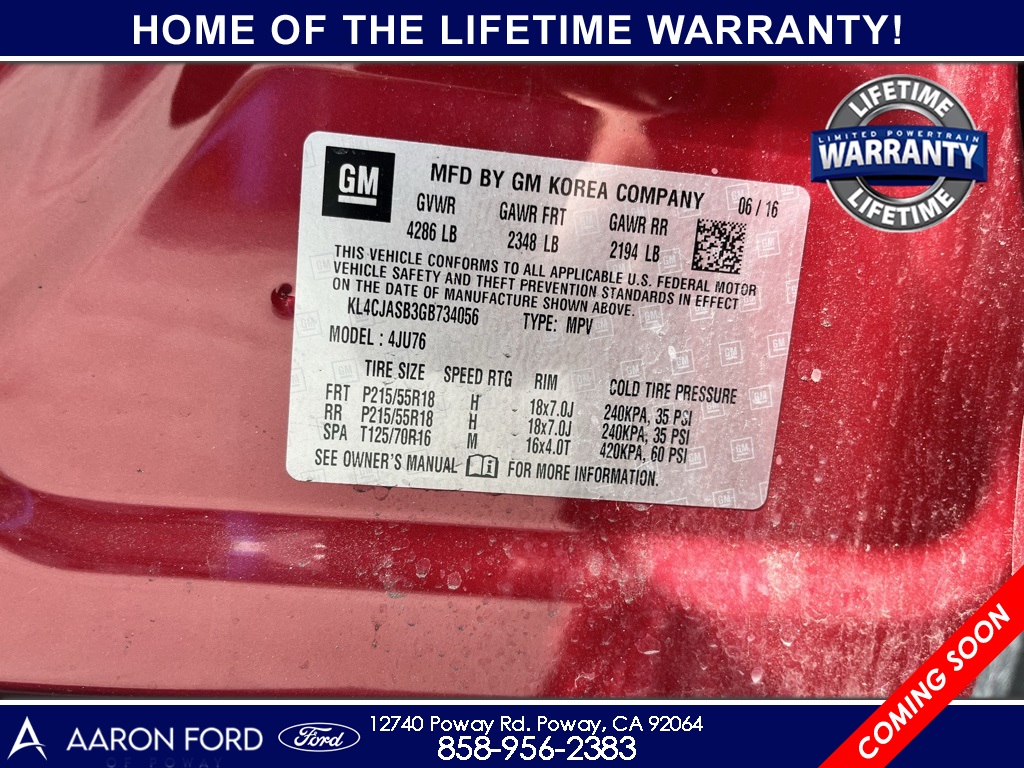 HOME OF THE LIFETIME WARRANTY!
LIFETIME
LIMITED POWERTRAIN
WARRANTY
LIFETIME
GM
MFD BY GM KOREA COMPANY 06 / 16
GVWR GAWR FRT GAWR RR
4286 LB 2348 LB 2194 LB
THIS VEHICLE CONFORMS TO ALL APPLICABLE U.S. FEDERAL MOTOR
VEHICLE SAFETY AND THEFT PREVENTION STANDARDS IN EFFECT
ON THE DATE OF MANUFACTURE SHOWN ABOVE.
KL4CJASB3GB734056 TYPE: MPV
MODEL: 4JU76
TIRE SIZE SPEED RTG RIM COLD TIRE PRESSURE
FRT P215/55R18 H 18x7.0J 240KPA, 35 PSI
RR P215/55R18 H 18x7.0J 240KPA, 35 PSI
SPA T125/70R16 M 16x4.0T 420KPA, 60 PSI
SEE OWNER'S MANUAL FOR MORE INFORMATION.
COMING SOON
AARON FORD
OF POWAY
Ford
12740 Poway Rd. Poway, CA 92064
858-956-2383